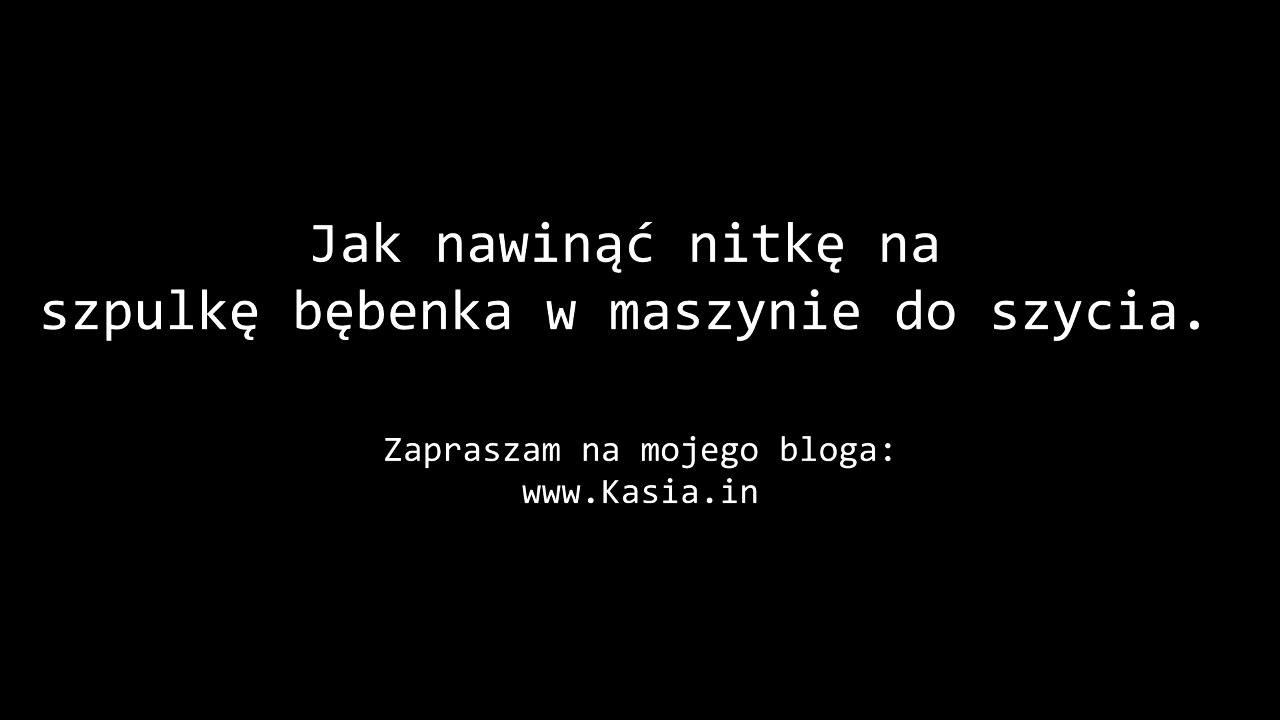 Jak nawinąć nitkę na
szpulkę bębenka w maszynie do szycia.
Zapraszam na mojego bloga:
www.Kasia.in